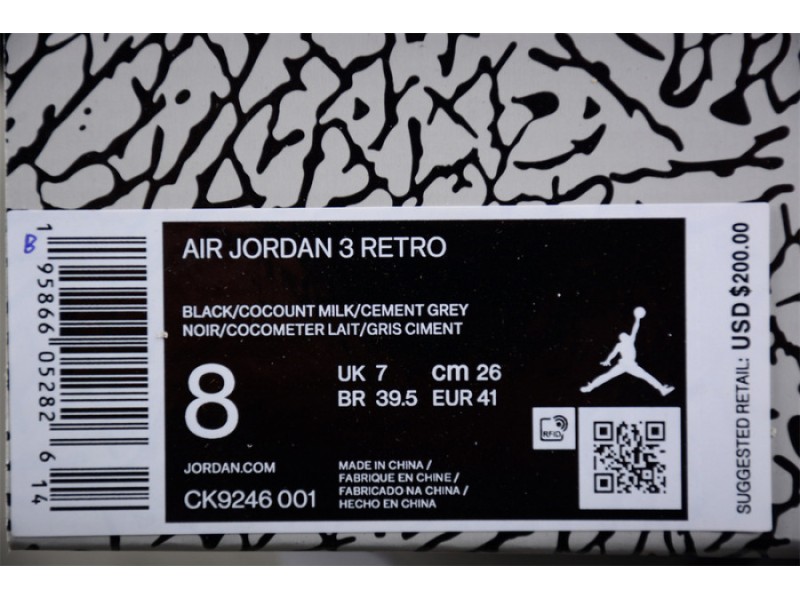 AIR JORDAN 3 RETRO
BLACK/COCOUNT MILK/CEMENT GREY
NOIR/COCOMETER LAIT/GRIS CIMENT
8
UK 7 cm 26
BR 39.5 EUR 41
RFID
JORDAN.COM
CK9246 001
MADE IN CHINA /
FABRIQUE EN CHINE /
FABRICADO NA CHINA /
HECHO EN CHINA
SUGGESTED RETAIL: USD $200.00
B
1 95866 05282 6 14